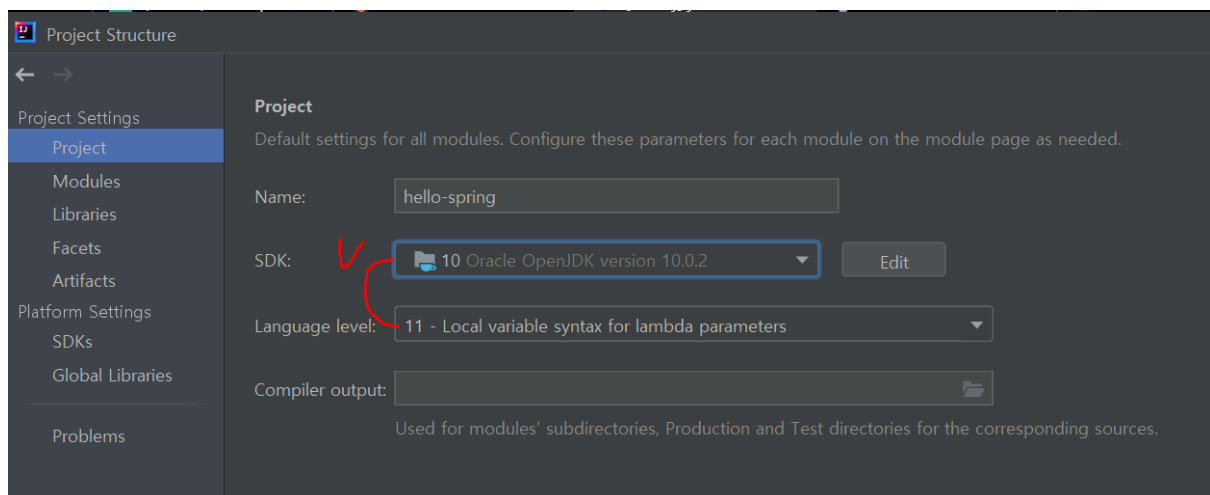 Project Structure
Project Settings
Project
Modules
Libraries
Facets
Artifacts
Platform Settings
SDKs
Global Libraries
Problems
Project
Default settings for all modules. Configure these parameters for each module on the module page as needed.
Name: hello-spring
SDK: 10 Oracle OpenJDK version 10.0.2 Edit
Language level: 11 - Local variable syntax for lambda parameters
Compiler output:
Used for modules' subdirectories, Production and Test directories for the corresponding sources.